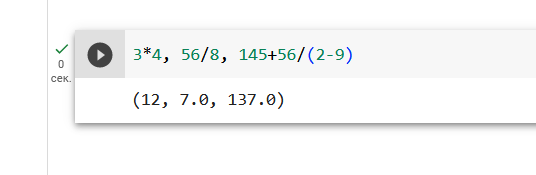 3*4, 56/8, 145+56/(2-9)
0
сек.
(12, 7.0, 137.0)